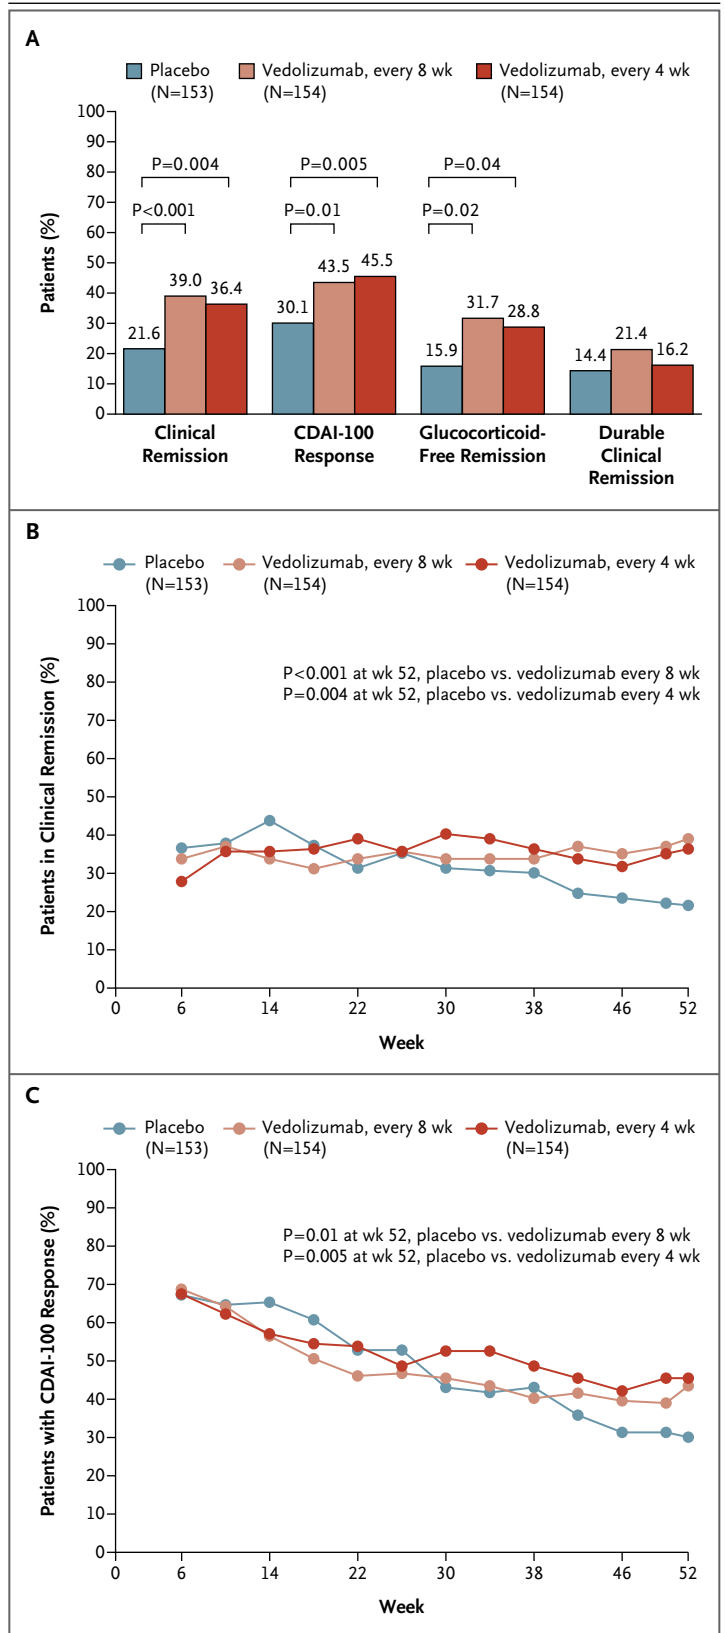 A
Placebo Vedolizumab, every 8 wk Vedolizumab, every 4 wk
(N=153) (N=154) (N=154)
Patients (%)
100
90
80
70
60
50
40
30
20
10
0
P=0.004 P=0.005 P=0.04
P<0.001 P=0.01 P=0.02
21.6 39.0 36.4 30.1 43.5 45.5 15.9 31.7 28.8 14.4 21.4 16.2
Clinical CDAI-100 Glucocorticoid- Durable
Remission Response Free Remission Clinical
Remission
B
Placebo Vedolizumab, every 8 wk Vedolizumab, every 4 wk
(N=153) (N=154) (N=154)
Patients in Clinical Remission (%)
100
90
80
70
60
50
40
30
20
10
0
P<0.001 at wk 52, placebo vs. vedolizumab every 8 wk
P=0.004 at wk 52, placebo vs. vedolizumab every 4 wk
0 6 14 22 30 38 46 52
Week
C
Placebo Vedolizumab, every 8 wk Vedolizumab, every 4 wk
(N=153) (N=154) (N=154)
Patients with CDAI-100 Response (%)
100
90
80
70
60
50
40
30
20
10
0
P=0.01 at wk 52, placebo vs. vedolizumab every 8 wk
P=0.005 at wk 52, placebo vs. vedolizumab every 4 wk
0 6 14 22 30 38 46 52
Week